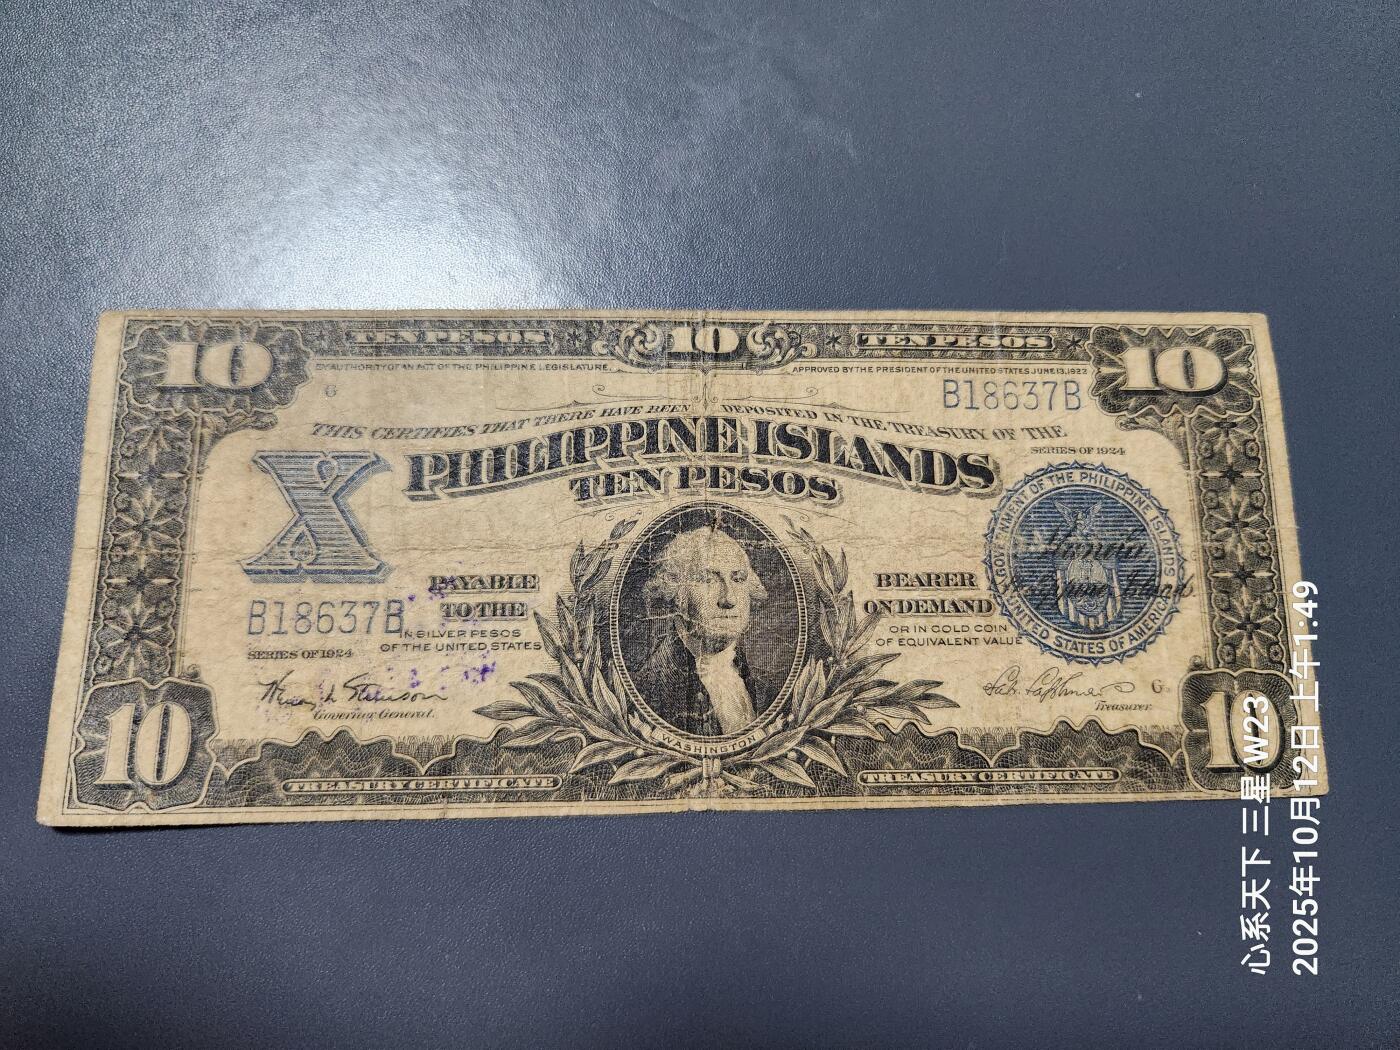 10 TEN PESOS 10 TEN PESOS 10
BY AUTHORITY OF AN ACT OF THE PHILIPPINE LEGISLATURE, APPROVED BY THE PRESIDENT OF THE UNITED STATES JUNE 13, 1922
G B18637B
THIS CERTIFIES THAT THERE HAVE BEEN DEPOSITED IN THE TREASURY OF THE
PHILIPPINE ISLANDS
SERIES OF 1924
TEN PESOS
X
GOVERNMENT OF THE PHILIPPINE ISLANDS
UNITED STATES OF AMERICA
Manila
Philippine Islands
PAYABLE
TO THE
BEARER
ON DEMAND
B18637B
IN SILVER PESOS
OF THE UNITED STATES
OR IN GOLD COIN
OF EQUIVALENT VALUE
SERIES OF 1924
Governing General.
Treasurer
G
WASHINGTON
10 TREASURY CERTIFICATE TREASURY CERTIFICATE 10
心系天下 三星 W23
2025年10月12日 上午1:49